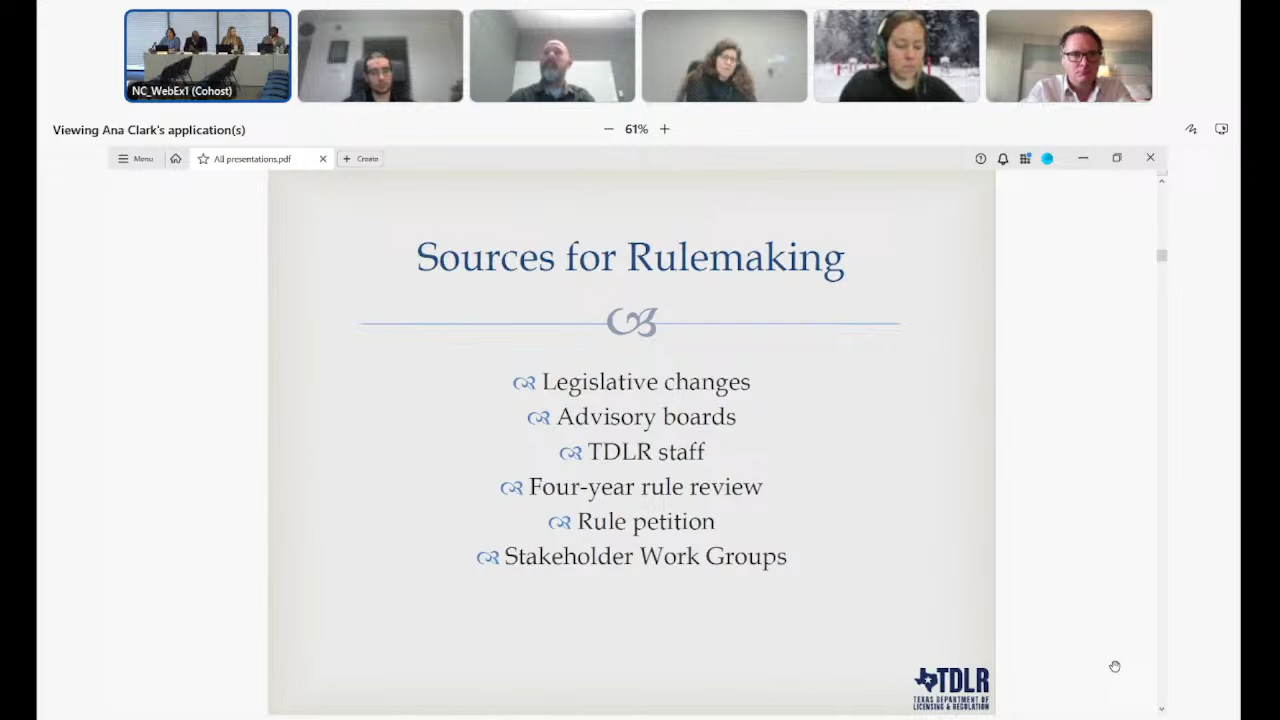 NC_WebEx1 (Cohost)
Viewing Ana Clark's application(s)
61%
Menu
All presentations.pdf
Create
Sources for Rulemaking
Legislative changes
Advisory boards
TDLR staff
Four-year rule review
Rule petition
Stakeholder Work Groups
TDLR
TEXAS DEPARTMENT OF
LICENSING & REGULATION